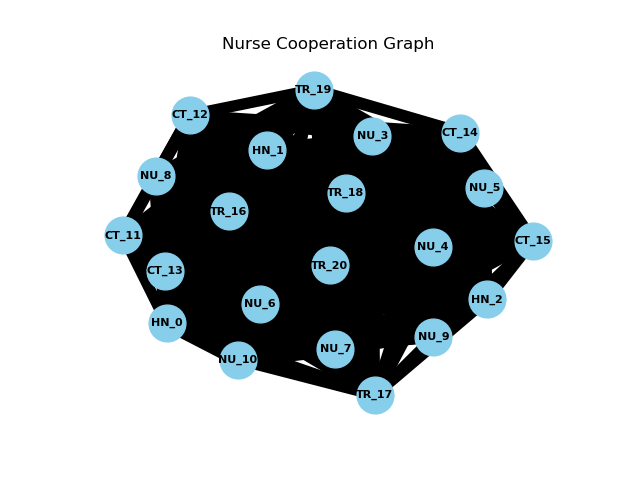 Nurse Cooperation Graph
TR_19
CT_12
CT_14
NU_3
HN_1
NU_8
NU_5
TR_18
TR_16
CT_11
CT_15
NU_4
TR_20
CT_13
HN_2
NU_6
HN_0
NU_9
NU_7
NU_10
TR_17